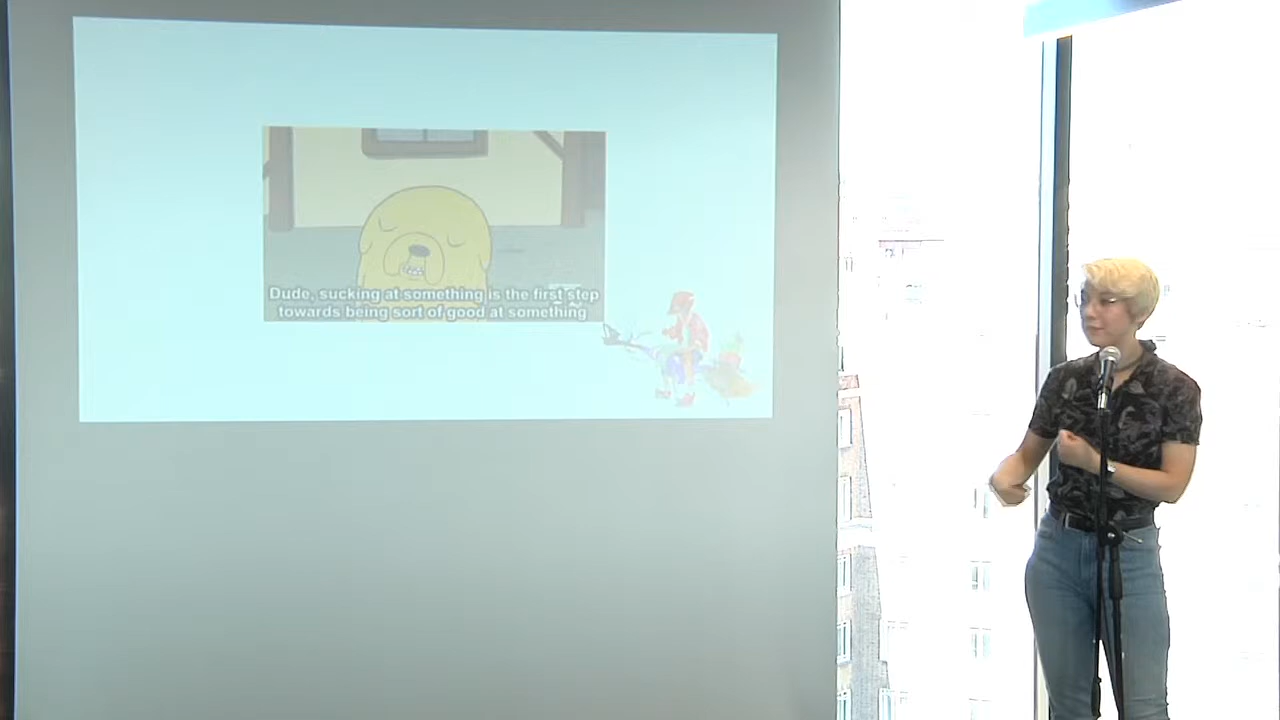 Dude, sucking at something is the first step
towards being sort of good at something